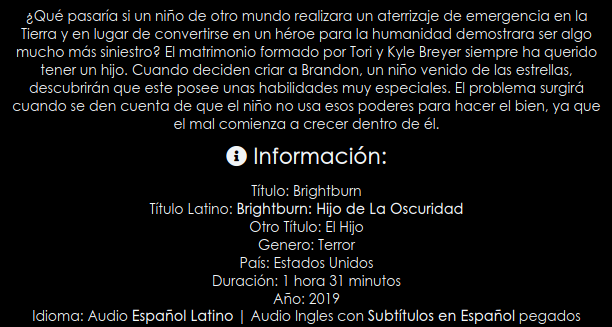 ¿Qué pasaría si un niño de otro mundo realizara un aterrizaje de emergencia en la
Tierra y en lugar de convertirse en un héroe para la humanidad demostrara ser algo
mucho más siniestro? El matrimonio formado por Tori y Kyle Breyer siempre ha querido
tener un hijo. Cuando deciden criar a Brandon, un niño venido de las estrellas,
descubrirán que este posee unas habilidades muy especiales. El problema surgirá
cuando se den cuenta de que el niño no usa esos poderes para hacer el bien, ya que
el mal comienza a crecer dentro de él.
Información:
Título: Brightburn
Título Latino: Brightburn: Hijo de La Oscuridad
Otro Título: El Hijo
Genero: Terror
País: Estados Unidos
Duración: 1 hora 31 minutos
Año: 2019
Idioma: Audio Español Latino | Audio Ingles con Subtítulos en Español pegados